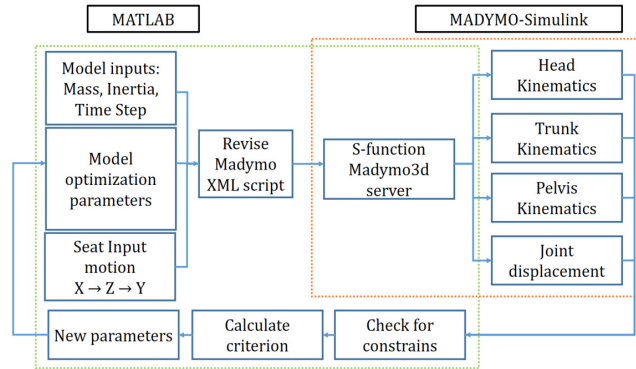 MATLAB
MADYMO-Simulink
Model inputs:
Mass, Inertia,
Time Step
Model
optimization
parameters
Seat Input
motion
X → Z → Y
Revise
Madymo
XML script
S-function
Madymo3d
server
Head
Kinematics
Trunk
Kinematics
Pelvis
Kinematics
Joint
displacement
New parameters
Calculate
criterion
Check for
constrains